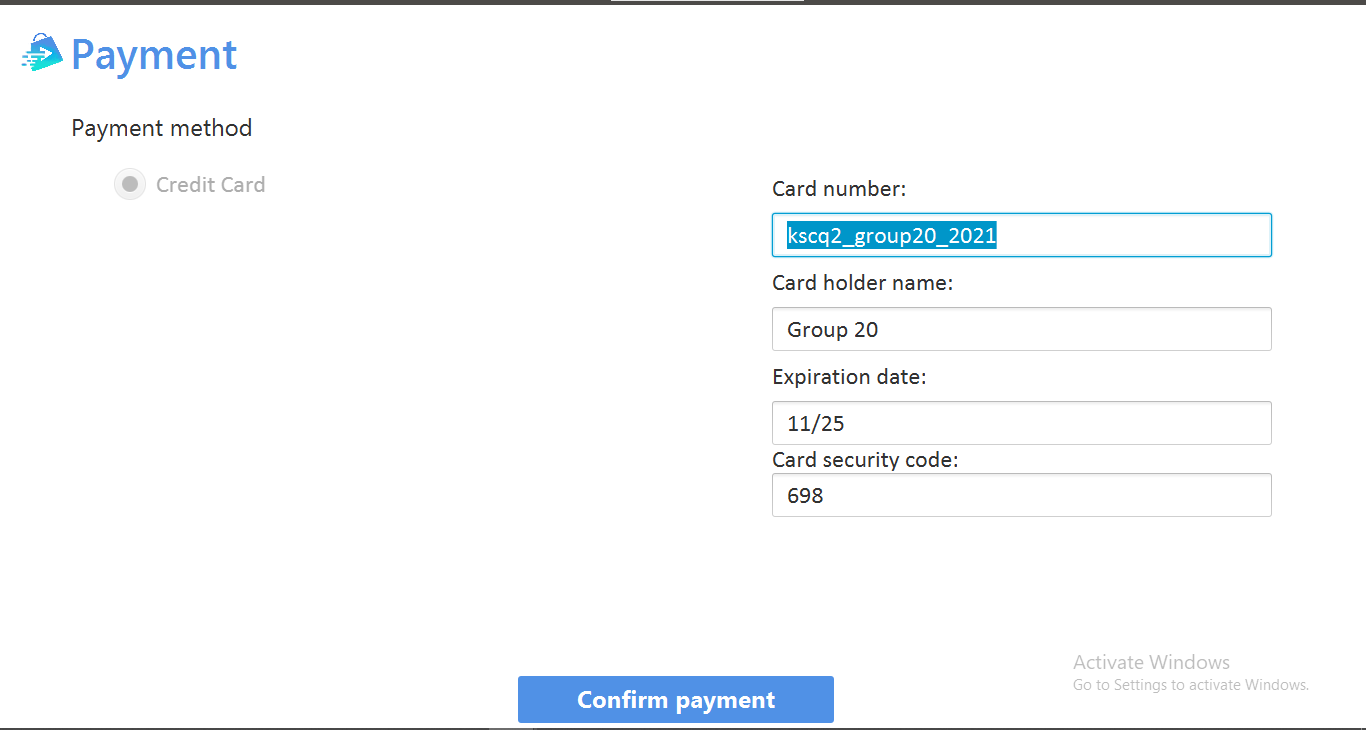 Payment
Payment method
Credit Card
Card number:
kscq2_group20_2021
Card holder name:
Group 20
Expiration date:
11/25
Card security code:
698
Activate Windows
Go to Settings to activate Windows.
Confirm payment